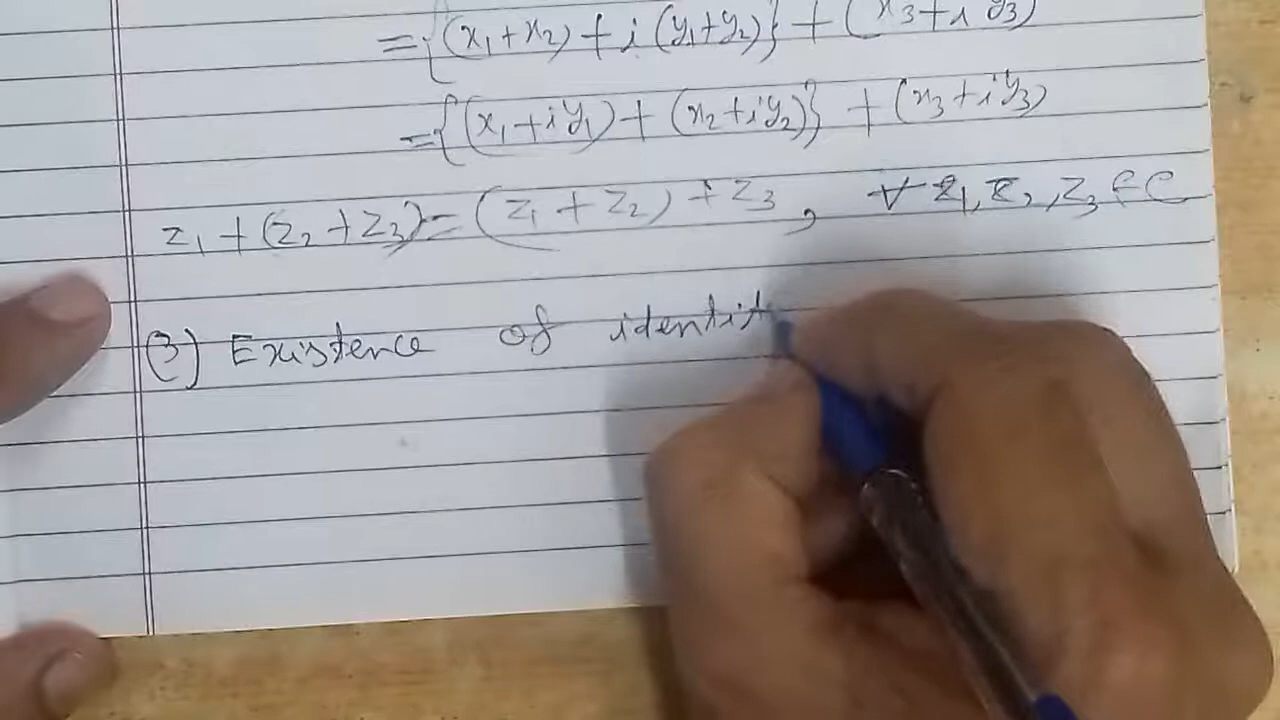 ={(x₁+x₂)+i(y₁+y₂)}+(x₃+iy₃)
={(x₁+iy₁)+(x₂+iy₂)}+(x₃+iy₃)
z₁+(z₂+z₃)=(z₁+z₂)+z₃, ∀ z₁,z₂,z₃∈C
(3) Existence of identit